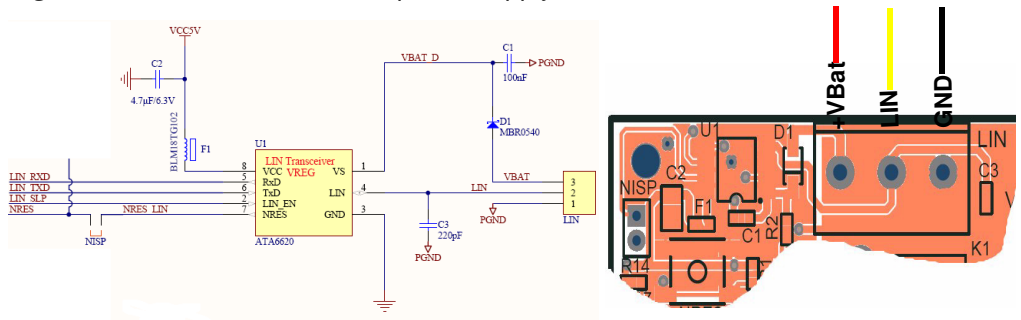 VCC5V
C2
4.7µF/6.3V
BLM18TG102
F1
VBAT_D
C1
100nF
PGND
D1
MBR0540
U1
LIN Transceiver
VREG
8
VCC
VS
1
LIN_RXD
5
RxD
LIN_TXD
6
TxD
LIN
4
LIN_SLP
2
LIN_EN
NRES
NRES_LIN
7
NRES
GND
3
ATA6620
NISP
LIN
C3
220pF
PGND
VBAT
3
2
1
LIN
PGND
+VBat
LIN
GND
U1
D1
LIN
C2
C3
NISP
F1
C1
R2
K1
R14